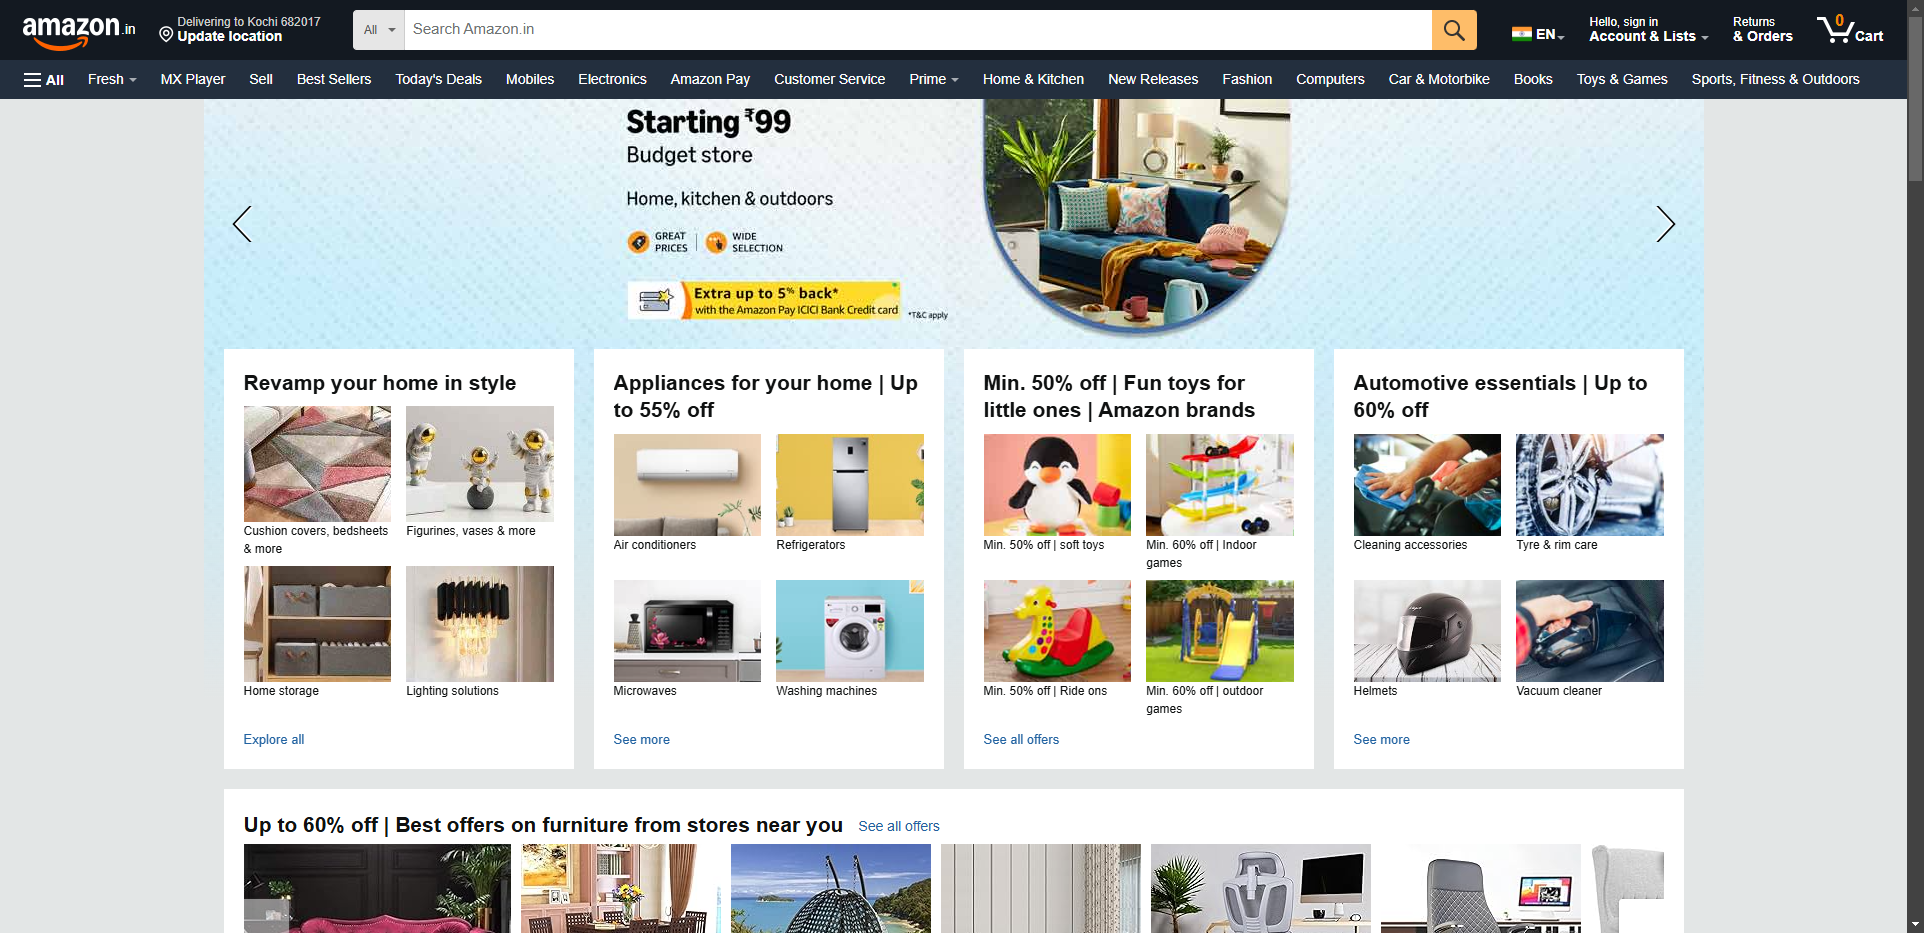 amazon.in
Delivering to Kochi 682017
Update location
All
Search Amazon.in
EN
Hello, sign in
Account & Lists
Returns
& Orders
0
Cart
All
Fresh
MX Player
Sell
Best Sellers
Today's Deals
Mobiles
Electronics
Amazon Pay
Customer Service
Prime
Home & Kitchen
New Releases
Fashion
Computers
Car & Motorbike
Books
Toys & Games
Sports, Fitness & Outdoors
Starting ₹99
Budget store
Home, kitchen & outdoors
GREAT
PRICES
WIDE
SELECTION
Extra up to 5% back*
with the Amazon Pay ICICI Bank Credit card
*T&C apply
Revamp your home in style
Cushion covers, bedsheets
& more
Figurines, vases & more
Home storage
Lighting solutions
Explore all
Appliances for your home | Up
to 55% off
Air conditioners
Refrigerators
Microwaves
Washing machines
See more
Min. 50% off | Fun toys for
little ones | Amazon brands
Min. 50% off | soft toys
Min. 60% off | Indoor
games
Min. 50% off | Ride ons
Min. 60% off | outdoor
games
See all offers
Automotive essentials | Up to
60% off
Cleaning accessories
Tyre & rim care
Helmets
Vacuum cleaner
See more
Up to 60% off | Best offers on furniture from stores near you
See all offers